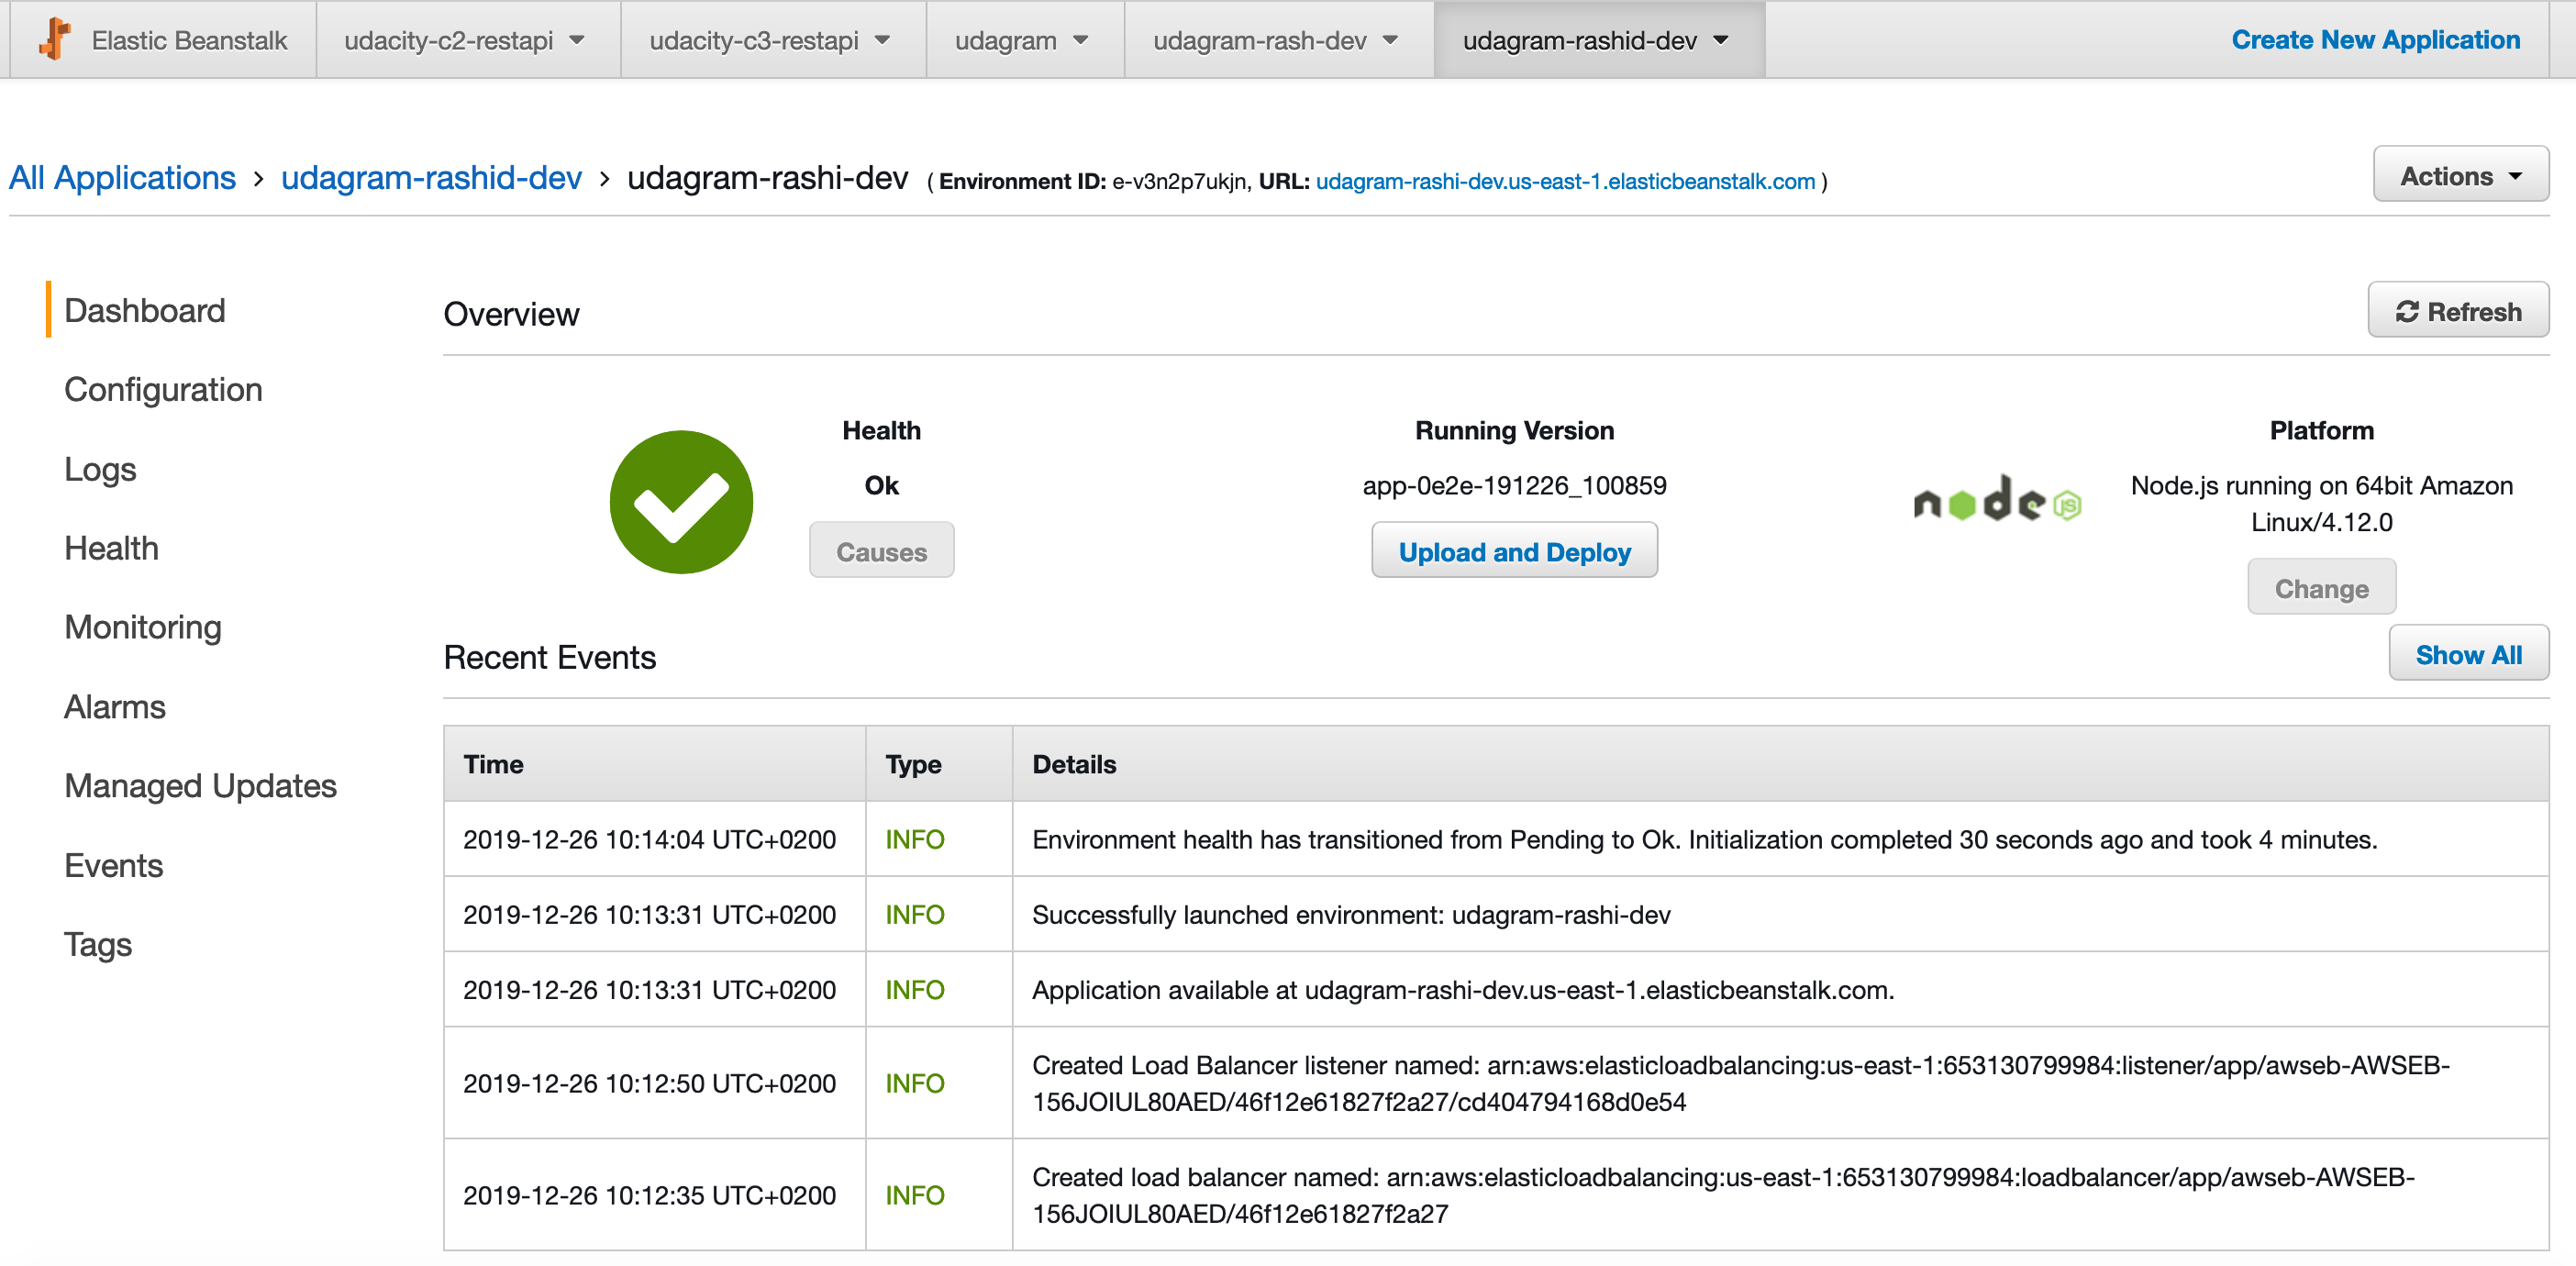 Elastic Beanstalk
udacity-c2-restapi
udacity-c3-restapi
udagram
udagram-rash-dev
udagram-rashid-dev
Create New Application
All Applications > udagram-rashid-dev > udagram-rashi-dev ( Environment ID: e-v3n2p7ukjn, URL: udagram-rashi-dev.us-east-1.elasticbeanstalk.com )
Actions
Dashboard
Configuration
Logs
Health
Monitoring
Alarms
Managed Updates
Events
Tags
Overview
Refresh
Health
Ok
Causes
Running Version
app-0e2e-191226_100859
Upload and Deploy
node JS
Platform
Node.js running on 64bit Amazon
Linux/4.12.0
Change
Recent Events
Show All
Time Type Details
2019-12-26 10:14:04 UTC+0200 INFO Environment health has transitioned from Pending to Ok. Initialization completed 30 seconds ago and took 4 minutes.
2019-12-26 10:13:31 UTC+0200 INFO Successfully launched environment: udagram-rashi-dev
2019-12-26 10:13:31 UTC+0200 INFO Application available at udagram-rashi-dev.us-east-1.elasticbeanstalk.com.
2019-12-26 10:12:50 UTC+0200 INFO Created Load Balancer listener named: arn:aws:elasticloadbalancing:us-east-1:653130799984:listener/app/awseb-AWSEB-
156JOIUL80AED/46f12e61827f2a27/cd404794168d0e54
2019-12-26 10:12:35 UTC+0200 INFO Created load balancer named: arn:aws:elasticloadbalancing:us-east-1:653130799984:loadbalancer/app/awseb-AWSEB-
156JOIUL80AED/46f12e61827f2a27